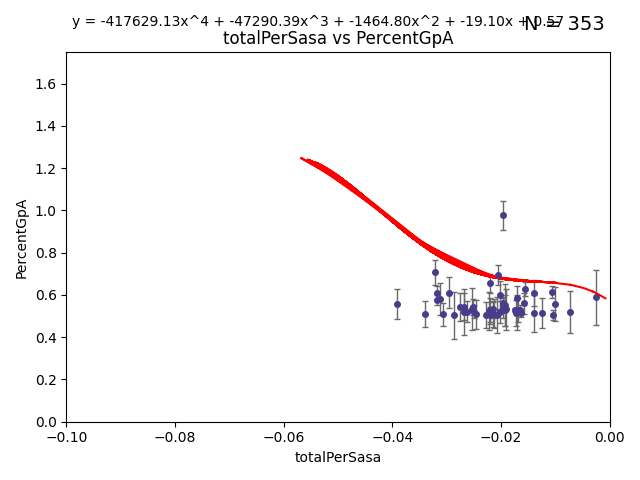 y = -417629.13x^4 + -47290.39x^3 + -1464.80x^2 + -19.10x + 0.57
N = 353
totalPerSasa vs PercentGpA
PercentGpA
1.6
1.4
1.2
1.0
0.8
0.6
0.4
0.2
0.0
-0.10 -0.08 -0.06 -0.04 -0.02 0.00
totalPerSasa